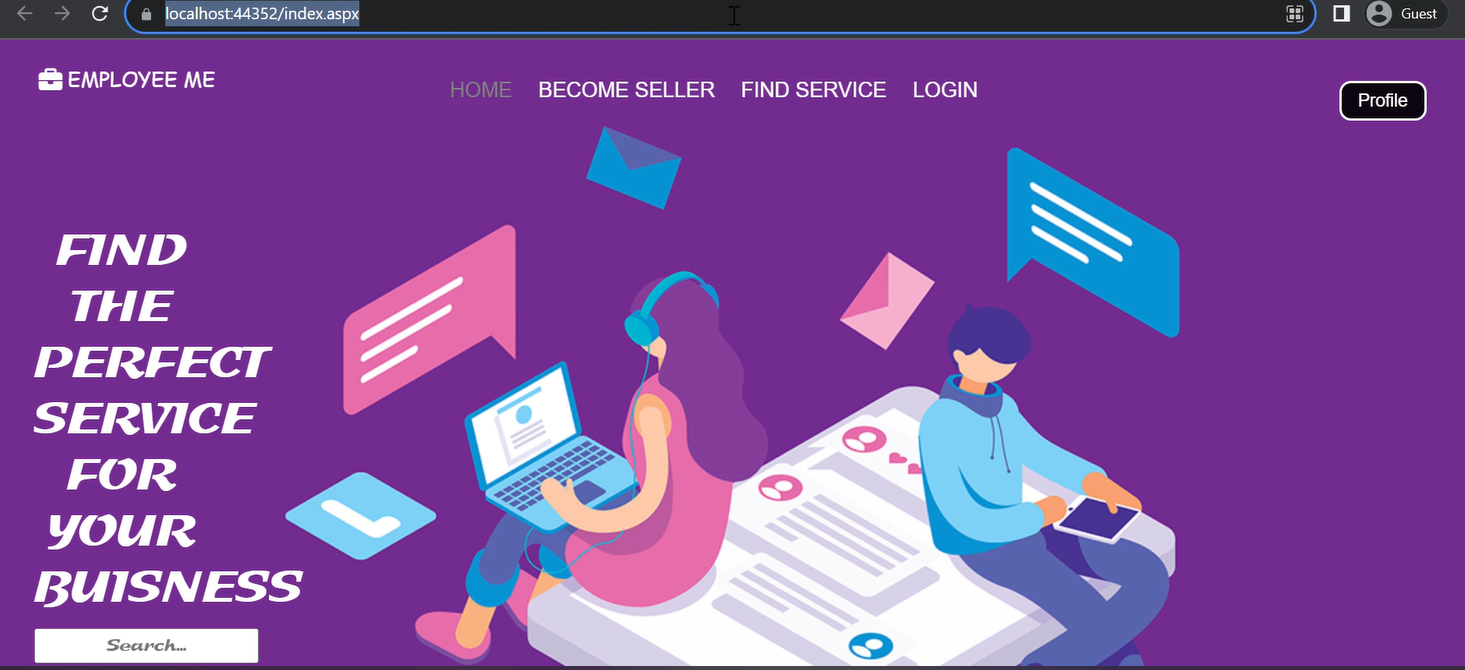 localhost:44352/index.aspx
Guest
EMPLOYEE ME
HOME BECOME SELLER FIND SERVICE LOGIN
Profile
FIND
THE
PERFECT
SERVICE
FOR
YOUR
BUISNESS
Search...